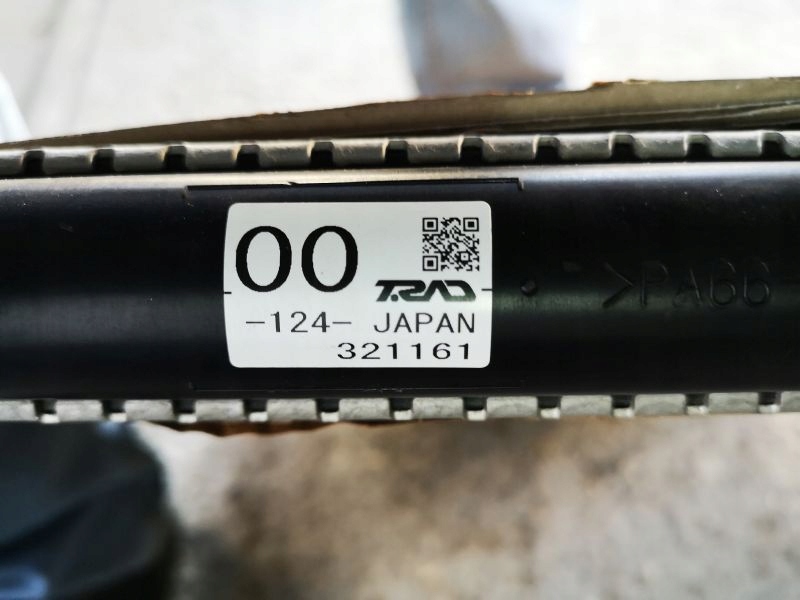 00
T.RAD
-124- JAPAN
321161
>PA66